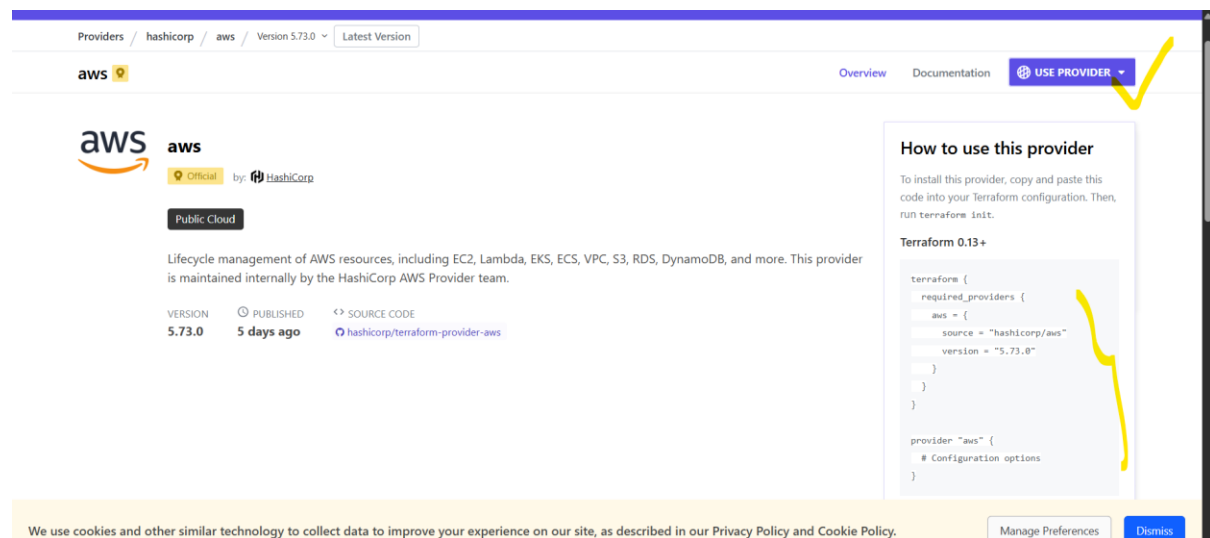 Providers / hashicorp / aws / Version 5.73.0 Latest Version
aws
Overview Documentation USE PROVIDER
aws
aws
Official by: HashiCorp
Public Cloud
Lifecycle management of AWS resources, including EC2, Lambda, EKS, ECS, VPC, S3, RDS, DynamoDB, and more. This provider
is maintained internally by the HashiCorp AWS Provider team.
VERSION PUBLISHED <> SOURCE CODE
5.73.0 5 days ago hashicorp/terraform-provider-aws
How to use this provider
To install this provider, copy and paste this
code into your Terraform configuration. Then,
run terraform init.
Terraform 0.13+
terraform {
required_providers {
aws = {
source = "hashicorp/aws"
version = "5.73.0"
}
}
}
provider "aws" {
# Configuration options
}
We use cookies and other similar technology to collect data to improve your experience on our site, as described in our Privacy Policy and Cookie Policy.
Manage Preferences Dismiss